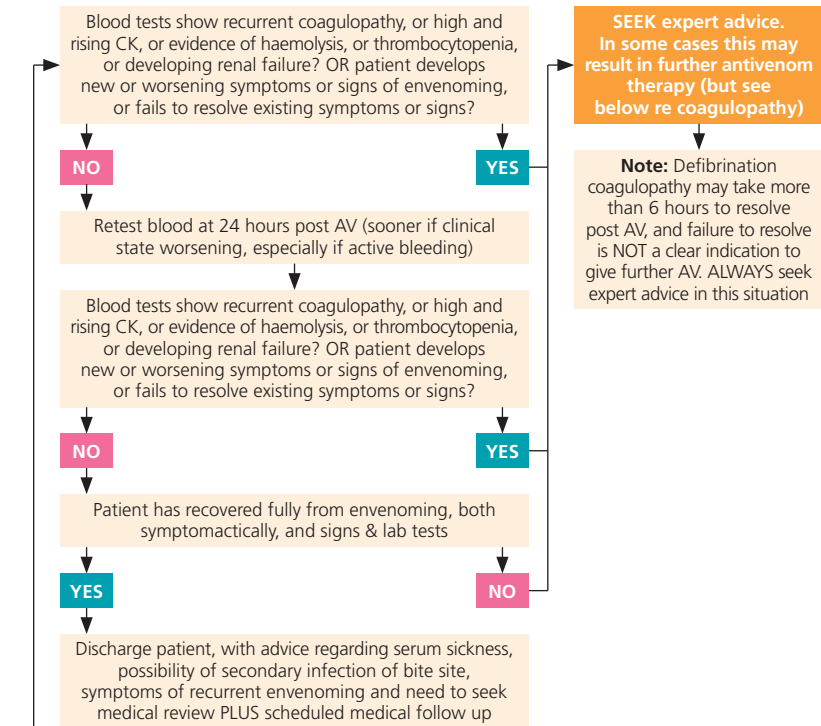 Blood tests show recurrent coagulopathy, or high and
rising CK, or evidence of haemolysis, or thrombocytopenia,
or developing renal failure? OR patient develops
new or worsening symptoms or signs of envenoming,
or fails to resolve existing symptoms or signs?
NO
YES
SEEK expert advice.
In some cases this may
result in further antivenom
therapy (but see
below re coagulopathy)
Note: Defibrination
coagulopathy may take more
than 6 hours to resolve
post AV, and failure to resolve
is NOT a clear indication to
give further AV. ALWAYS seek
expert advice in this situation
Retest blood at 24 hours post AV (sooner if clinical
state worsening, especially if active bleeding)
Blood tests show recurrent coagulopathy, or high and
rising CK, or evidence of haemolysis, or thrombocytopenia,
or developing renal failure? OR patient develops
new or worsening symptoms or signs of envenoming,
or fails to resolve existing symptoms or signs?
NO
YES
Patient has recovered fully from envenoming, both
symptomactically, and signs & lab tests
YES
NO
Discharge patient, with advice regarding serum sickness,
possibility of secondary infection of bite site,
symptoms of recurrent envenoming and need to seek
medical review PLUS scheduled medical follow up